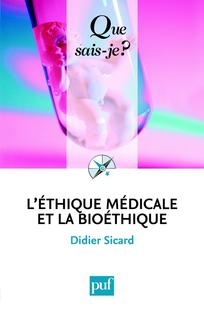 Que
sais-je?
L'ÉTHIQUE MÉDICALE
ET LA BIOÉTHIQUE
Didier Sicard
puf